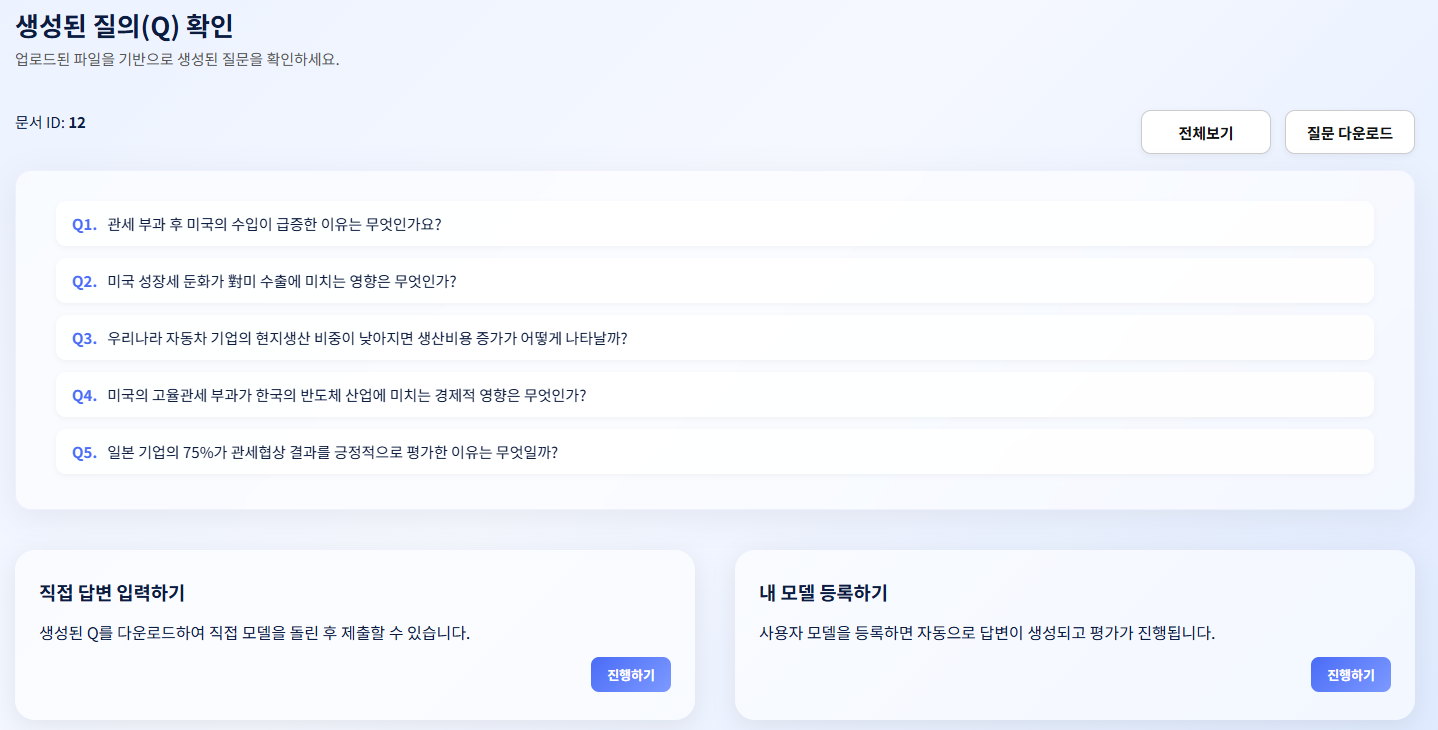 생성된 질의(Q) 확인
업로드된 파일을 기반으로 생성된 질문을 확인하세요.
문서 ID: 12
전체보기
질문 다운로드
Q1. 관세 부과 후 미국의 수입이 급증한 이유는 무엇인가요?
Q2. 미국 성장세 둔화가 對미 수출에 미치는 영향은 무엇인가?
Q3. 우리나라 자동차 기업의 현지생산 비중이 낮아지면 생산비용 증가가 어떻게 나타날까?
Q4. 미국의 고율관세 부과가 한국의 반도체 산업에 미치는 경제적 영향은 무엇인가?
Q5. 일본 기업의 75%가 관세협상 결과를 긍정적으로 평가한 이유는 무엇일까?
직접 답변 입력하기
생성된 Q를 다운로드하여 직접 모델을 돌린 후 제출할 수 있습니다.
진행하기
내 모델 등록하기
사용자 모델을 등록하면 자동으로 답변이 생성되고 평가가 진행됩니다.
진행하기